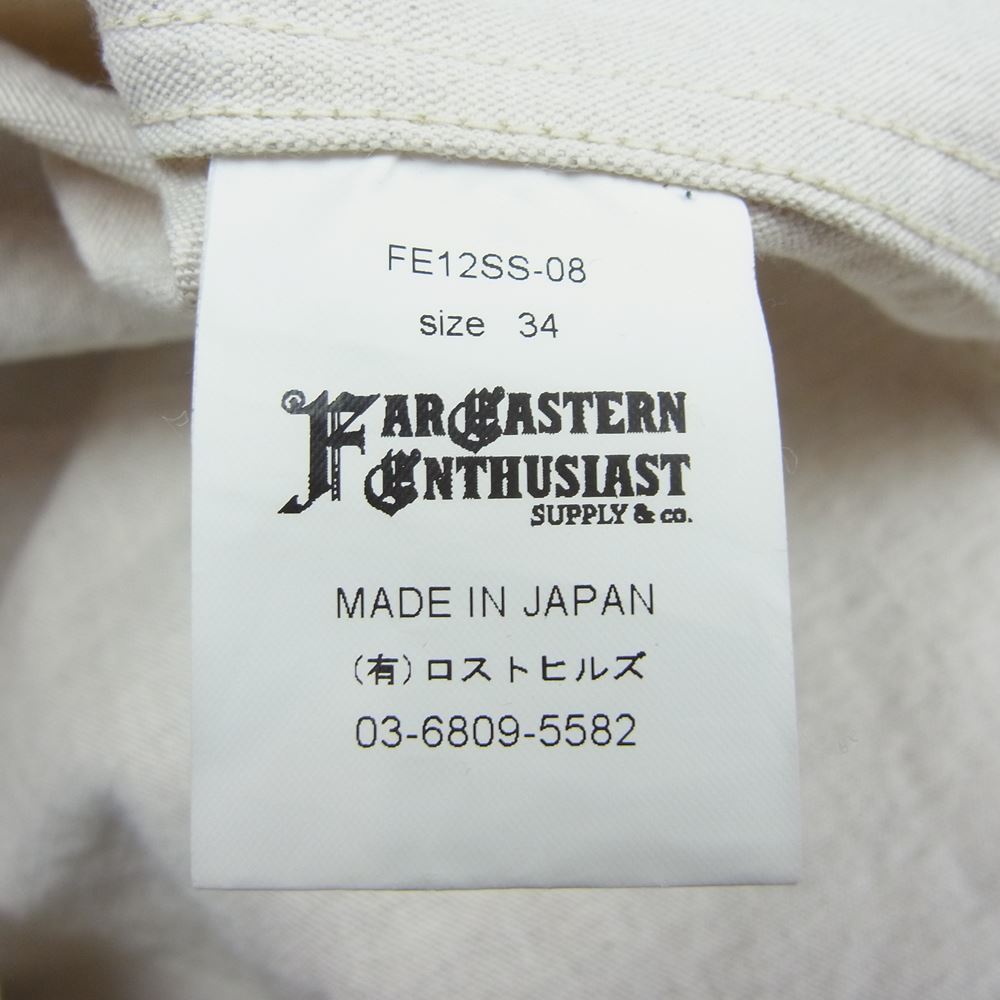 FE12SS-08
size 34
FAR EASTERN
ENTHUSIAST
SUPPLY & co.
MADE IN JAPAN
(有)ロストヒルズ
03-6809-5582